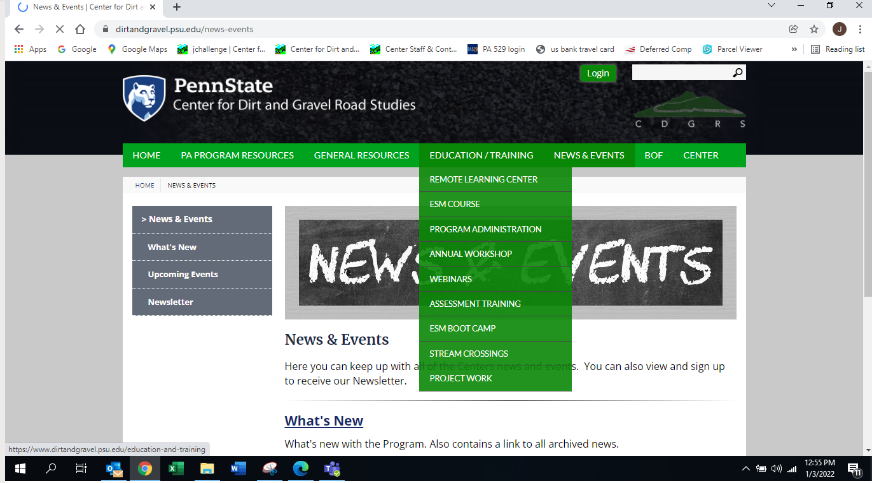 News & Events | Center for Dirt a
dirtandgravel.psu.edu/news-events
J
Apps Google Google Maps jchallenge | Center f... Center for Dirt and... Center Staff & Cont... PA 529 login us bank travel card Deferred Comp Parcel Viewer » Reading list
PennState
Center for Dirt and Gravel Road Studies
Login
C D G R S
HOME PA PROGRAM RESOURCES GENERAL RESOURCES EDUCATION / TRAINING NEWS & EVENTS BOF CENTER
REMOTE LEARNING CENTER
ESM COURSE
PROGRAM ADMINISTRATION
ANNUAL WORKSHOP
WEBINARS
ASSESSMENT TRAINING
ESM BOOT CAMP
STREAM CROSSINGS
PROJECT WORK
HOME NEWS & EVENTS
> News & Events
What's New
Upcoming Events
Newsletter
NEWS & EVENTS
News & Events
Here you can keep up with all of the Centers news and events. You can also view and sign up
to receive our Newsletter.
What's New
What's new with the Program. Also contains a link to all archived news.
https://www.dirtandgravel.psu.edu/education-and-training
12:55 PM
1/3/2022